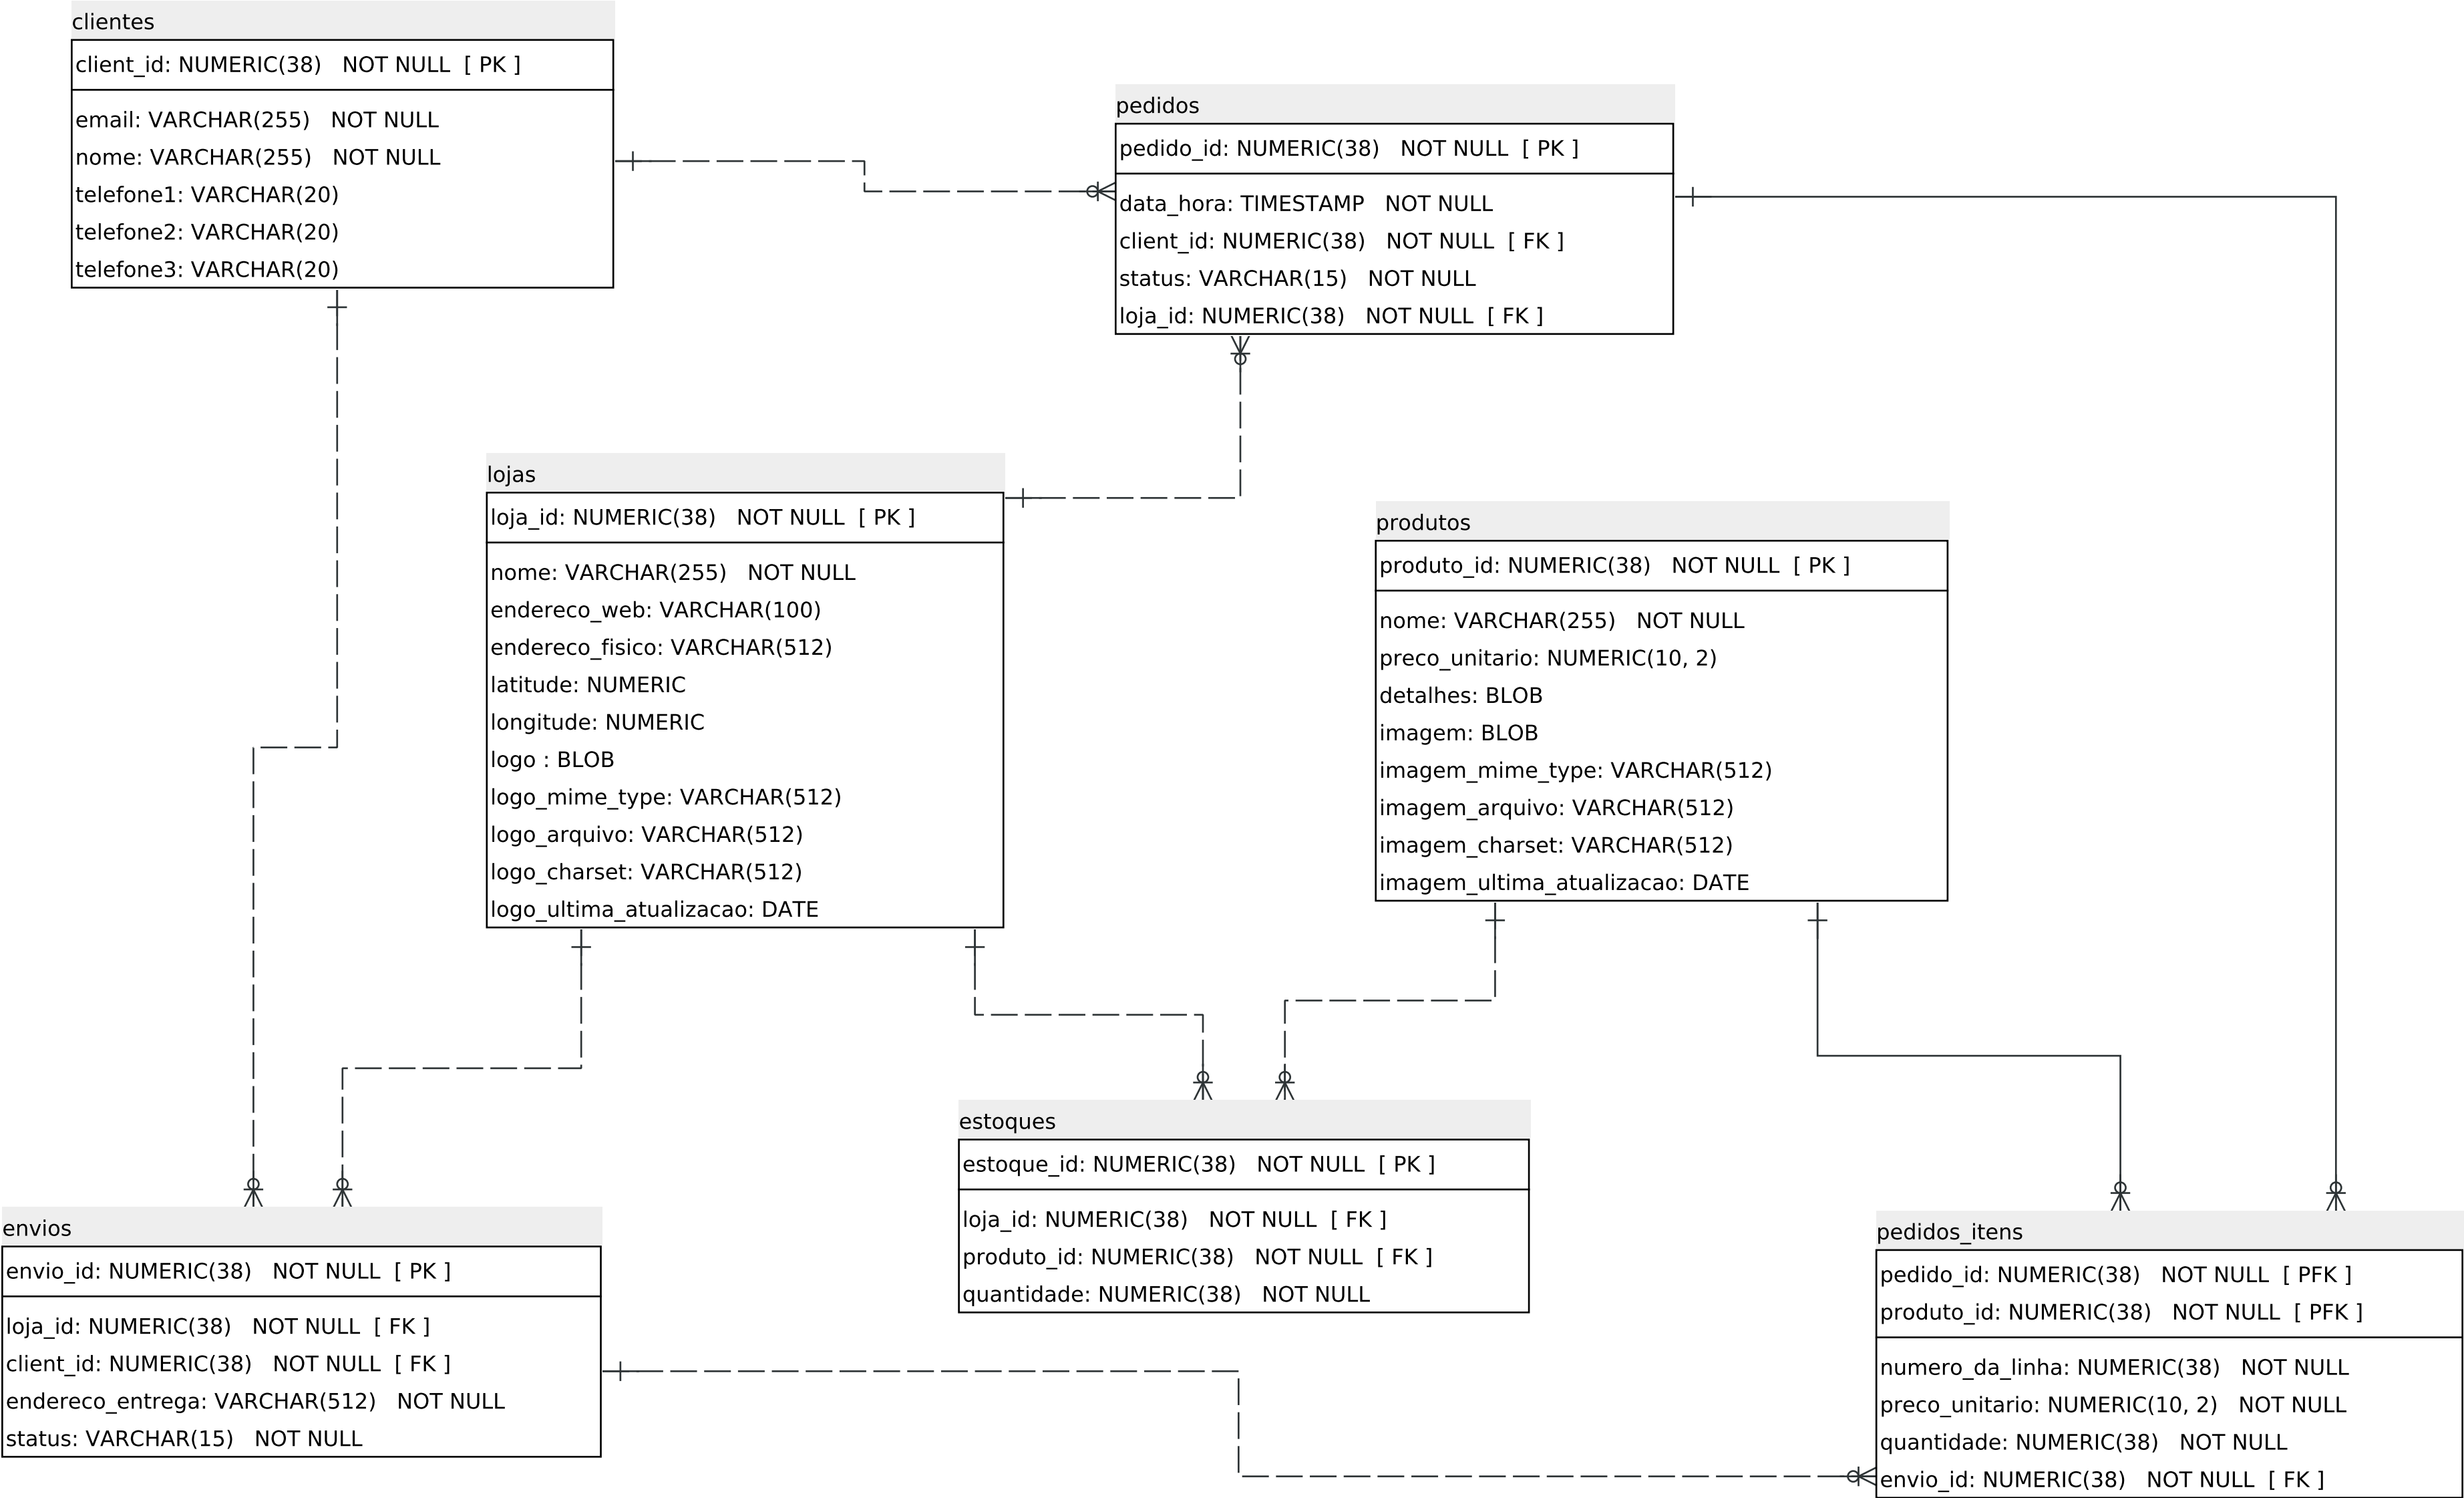 clientes
client_id: NUMERIC(38)   NOT NULL  [ PK ]
email: VARCHAR(255)   NOT NULL
nome: VARCHAR(255)   NOT NULL
telefone1: VARCHAR(20)
telefone2: VARCHAR(20)
telefone3: VARCHAR(20)
pedidos
pedido_id: NUMERIC(38)   NOT NULL  [ PK ]
data_hora: TIMESTAMP   NOT NULL
client_id: NUMERIC(38)   NOT NULL  [ FK ]
status: VARCHAR(15)   NOT NULL
loja_id: NUMERIC(38)   NOT NULL  [ FK ]
lojas
loja_id: NUMERIC(38)   NOT NULL  [ PK ]
nome: VARCHAR(255)   NOT NULL
endereco_web: VARCHAR(100)
endereco_fisico: VARCHAR(512)
latitude: NUMERIC
longitude: NUMERIC
logo : BLOB
logo_mime_type: VARCHAR(512)
logo_arquivo: VARCHAR(512)
logo_charset: VARCHAR(512)
logo_ultima_atualizacao: DATE
produtos
produto_id: NUMERIC(38)   NOT NULL  [ PK ]
nome: VARCHAR(255)   NOT NULL
preco_unitario: NUMERIC(10, 2)
detalhes: BLOB
imagem: BLOB
imagem_mime_type: VARCHAR(512)
imagem_arquivo: VARCHAR(512)
imagem_charset: VARCHAR(512)
imagem_ultima_atualizacao: DATE
estoques
estoque_id: NUMERIC(38)   NOT NULL  [ PK ]
loja_id: NUMERIC(38)   NOT NULL  [ FK ]
produto_id: NUMERIC(38)   NOT NULL  [ FK ]
quantidade: NUMERIC(38)   NOT NULL
envios
envio_id: NUMERIC(38)   NOT NULL  [ PK ]
loja_id: NUMERIC(38)   NOT NULL  [ FK ]
client_id: NUMERIC(38)   NOT NULL  [ FK ]
endereco_entrega: VARCHAR(512)   NOT NULL
status: VARCHAR(15)   NOT NULL
pedidos_itens
pedido_id: NUMERIC(38)   NOT NULL  [ PFK ]
produto_id: NUMERIC(38)   NOT NULL  [ PFK ]
numero_da_linha: NUMERIC(38)   NOT NULL
preco_unitario: NUMERIC(10, 2)   NOT NULL
quantidade: NUMERIC(38)   NOT NULL
envio_id: NUMERIC(38)   NOT NULL  [ FK ]